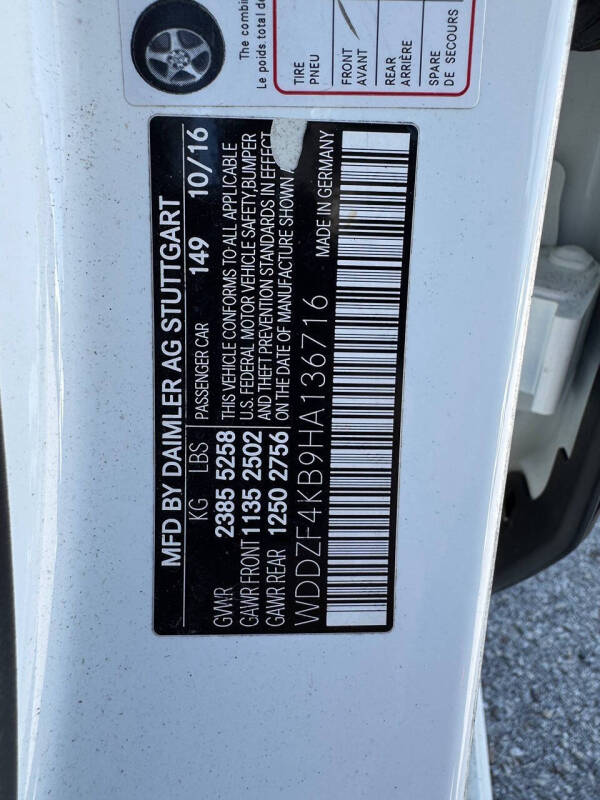 The combi
Le poids total de
TIRE
PNEU
FRONT
AVANT
REAR
ARRIÈRE
SPARE
DE SECOURS
MFD BY DAIMLER AG STUTTGART
KG LBS PASSENGER CAR 149 10/16
GVWR 2385 5258 THIS VEHICLE CONFORMS TO ALL APPLICABLE
GAWR FRONT 1135 2502 U.S. FEDERAL MOTOR VEHICLE SAFETY, BUMPER
GAWR REAR 1250 2756 AND THEFT PREVENTION STANDARDS IN EFFECT
ON THE DATE OF MANUFACTURE SHOWN
WDDZF4KB9HA136716 MADE IN GERMANY